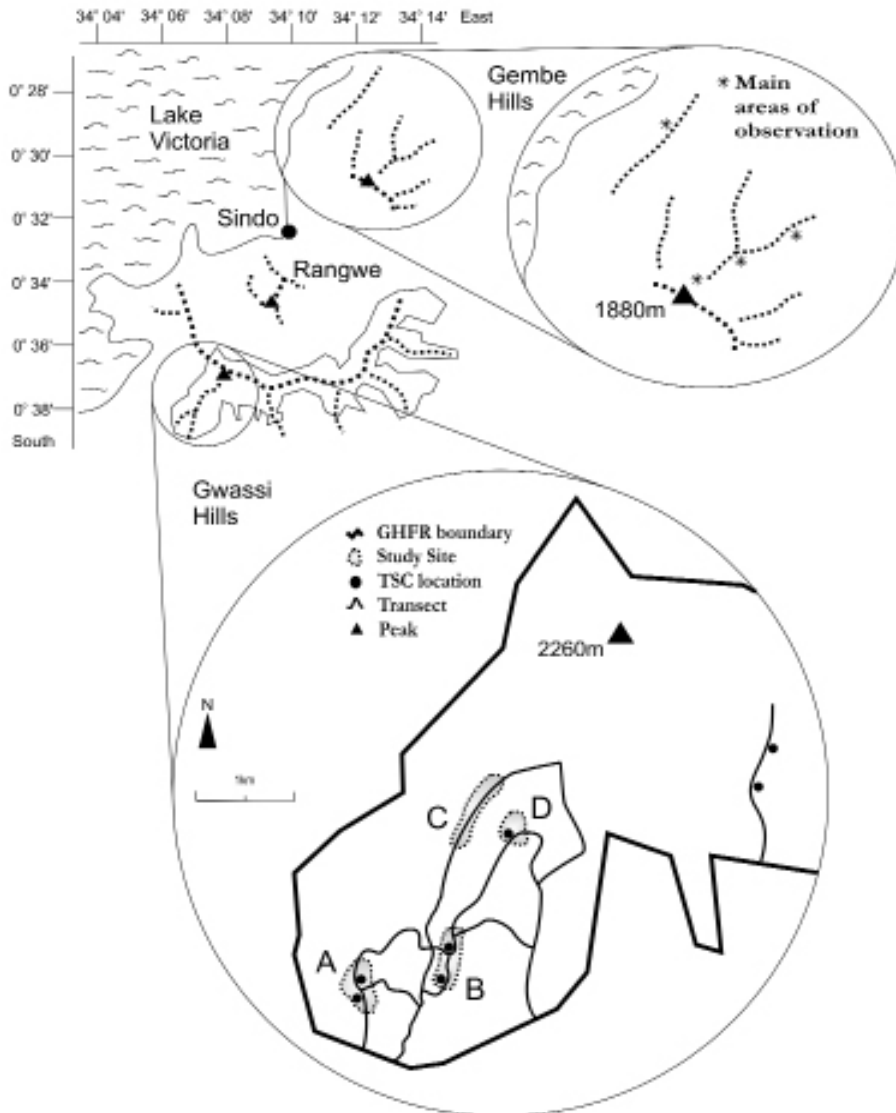 34° 04' 34° 06' 34° 08' 34° 10' 34° 12' 34° 14' East
0° 28'
0° 30'
0° 32'
0° 34'
0° 36'
0° 38'
South
Lake
Victoria
Sindo
Rangwe
Gembe
Hills
* Main
areas of
observation
1880m
Gwassi
Hills
GHFR boundary
Study Site
TSC location
Transect
Peak
2260m
N
1km
C
D
A
B